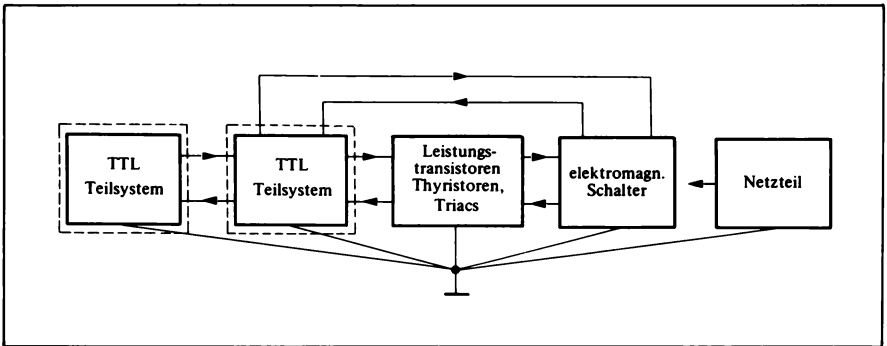 TTL
Teilsystem
TTL
Teilsystem
Leistungs-
transistoren
Thyristoren,
Triacs
elektromagn.
Schalter
Netzteil